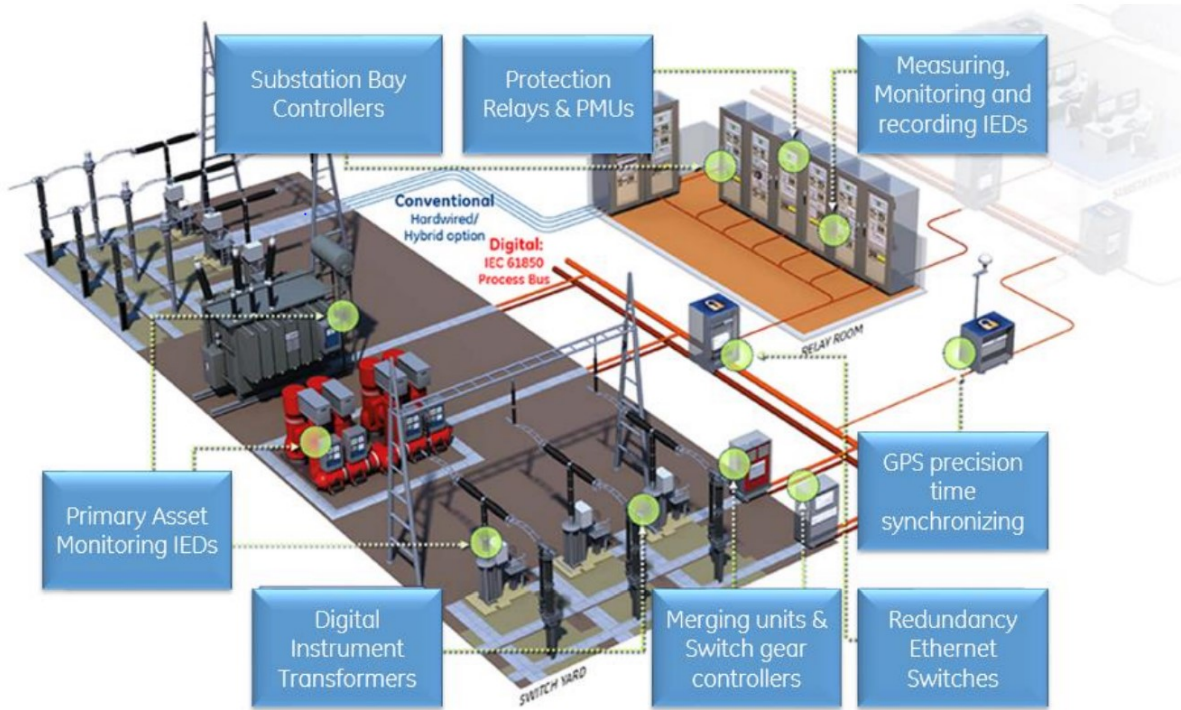 Substation Bay
Controllers
Protection
Relays & PMUs
Measuring,
Monitoring and
recording IEDs
Conventional
Hardwired/
Hybrid option
Digital:
IEC 61850
Process Bus
RELAY ROOM
GPS precision
time
synchronizing
Primary Asset
Monitoring IEDs
Digital
Instrument
Transformers
Merging units &
Switch gear
controllers
Redundancy
Ethernet
Switches
SWITCH YARD